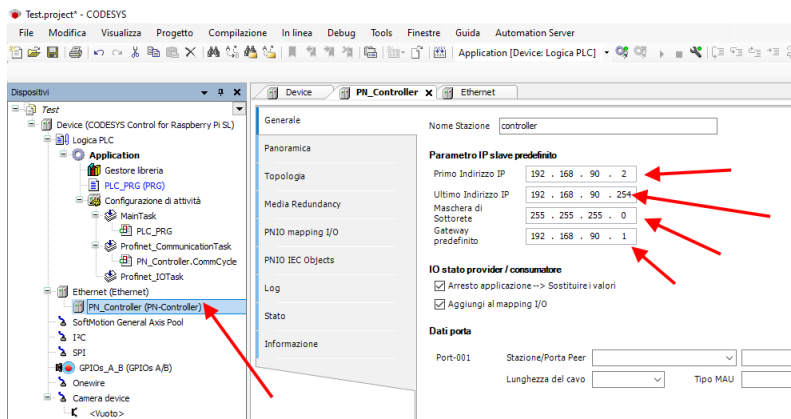 Test.project* - CODESYS
File Modifica Visualizza Progetto Compilazione In linea Debug Tools Finestre Guida Automation Server
Application [Device: Logica PLC]
Dispositivi
Test
Device (CODESYS Control for Raspberry Pi SL)
Logica PLC
Application
Gestore libreria
PLC_PRG (PRG)
Configurazione di attività
MainTask
PLC_PRG
Profinet_CommunicationTask
PN_Controller.CommCycle
Profinet_IOTask
Ethernet (Ethernet)
PN_Controller (PN-Controller)
SoftMotion General Axis Pool
I²C
SPI
GPIOs_A_B (GPIOs A/B)
Onewire
Camera device
<Vuoto>
Device PN_Controller Ethernet
Generale
Panoramica
Topologia
Media Redundancy
PNIO mapping I/O
PNIO IEC Objects
Log
Stato
Informazione
Nome Stazione controller
Parametro IP slave predefinito
Primo Indirizzo IP 192 . 168 . 90 . 2
Ultimo Indirizzo IP 192 . 168 . 90 . 254
Maschera di
Sottorete 255 . 255 . 255 . 0
Gateway
predefinito 192 . 168 . 90 . 1
IO stato provider / consumatore
Arresto applicazione --> Sostituire i valori
Aggiungi al mapping I/O
Dati porta
Port-001 Stazione/Porta Peer
Lunghezza del cavo Tipo MAU